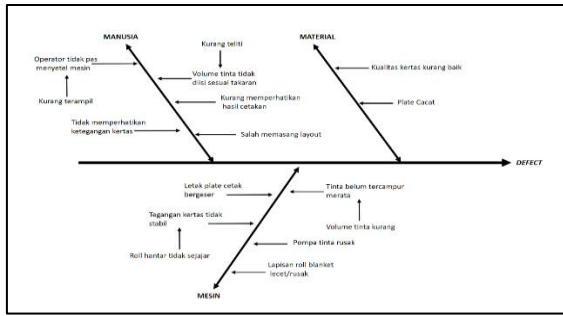 MANUSIA
MATERIAL
Kurang teliti
Operator tidak pas
menyetel mesin
Volume tinta tidak
diisi sesuai takaran
Kualitas kertas kurang baik
Kurang terampil
Kurang memperhatikan
hasil cetakan
Plate Cacat
Tidak memperhatikan
ketegangan kertas
Salah memasang layout
DEFECT
Letak plate cetak
bergeser
Tinta belum tercampur
merata
Tegangan kertas tidak
stabil
Volume tinta kurang
Pompa tinta rusak
Roll hantar tidak sejajar
Lapisan roll blanket
lecet/rusak
MESIN